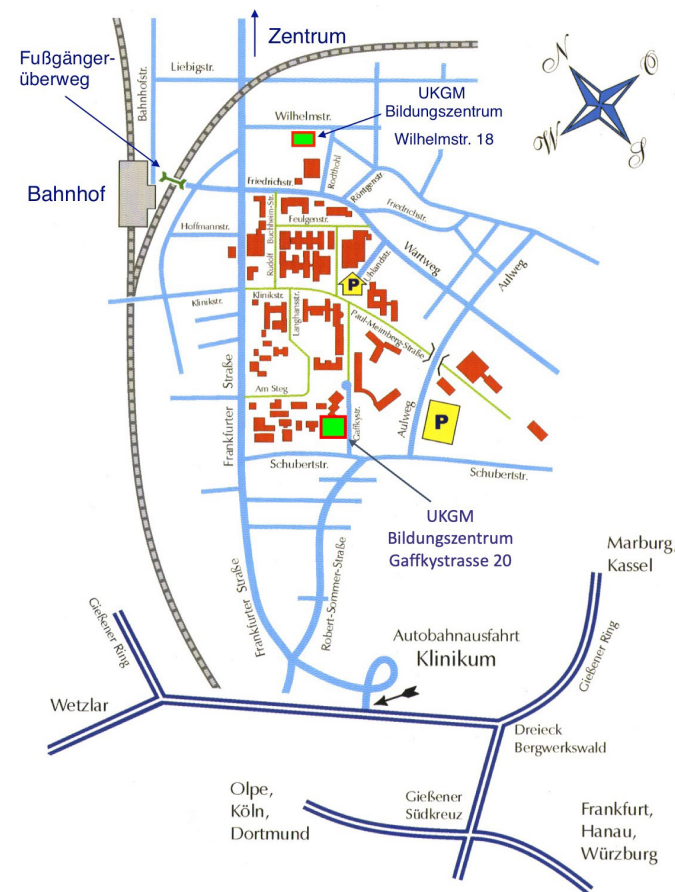 Zentrum
Fußgänger-
überweg
Bahnhofstr.
Liebigstr.
N
O
W
S
UKGM
Bildungszentrum
Wilhelmstr. 18
Wilhelmstr.
Bahnhof
Friedrichstr.
Rodthohl
Röntgenstr.
Friedrichstr.
Hoffmannstr.
Rudolf
Buchheim-Str.
Feulgenstr.
Wartweg
Aulweg
Uhlandstr.
P
Klinikstr.
Klinikstr.
Langhansstr.
Paul-Meimberg-Straße
Frankfurter
Straße
Am Steg
Gaffkystr.
Aulweg
P
Schubertstr.
Schubertstr.
UKGM
Bildungszentrum
Gaffkystrasse 20
Frankfurter Straße
Robert-Sommer-Straße
Marburg,
Kassel
Gießener Ring
Gießener Ring
Autobahnausfahrt
Klinikum
Wetzlar
Dreieck
Bergwerkswald
Olpe,
Köln,
Dortmund
Gießener
Südkreuz
Frankfurt,
Hanau,
Würzburg